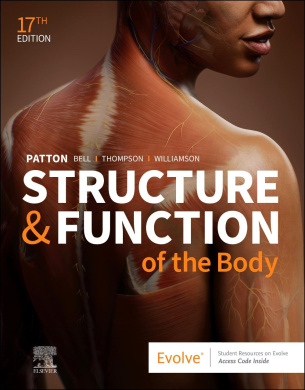 17TH
EDITION
PATTON BELL | THOMPSON | WILLIAMSON
STRUCTURE
& FUNCTION
of the Body
ELSEVIER
Evolve®
Student Resources on Evolve
Access Code Inside